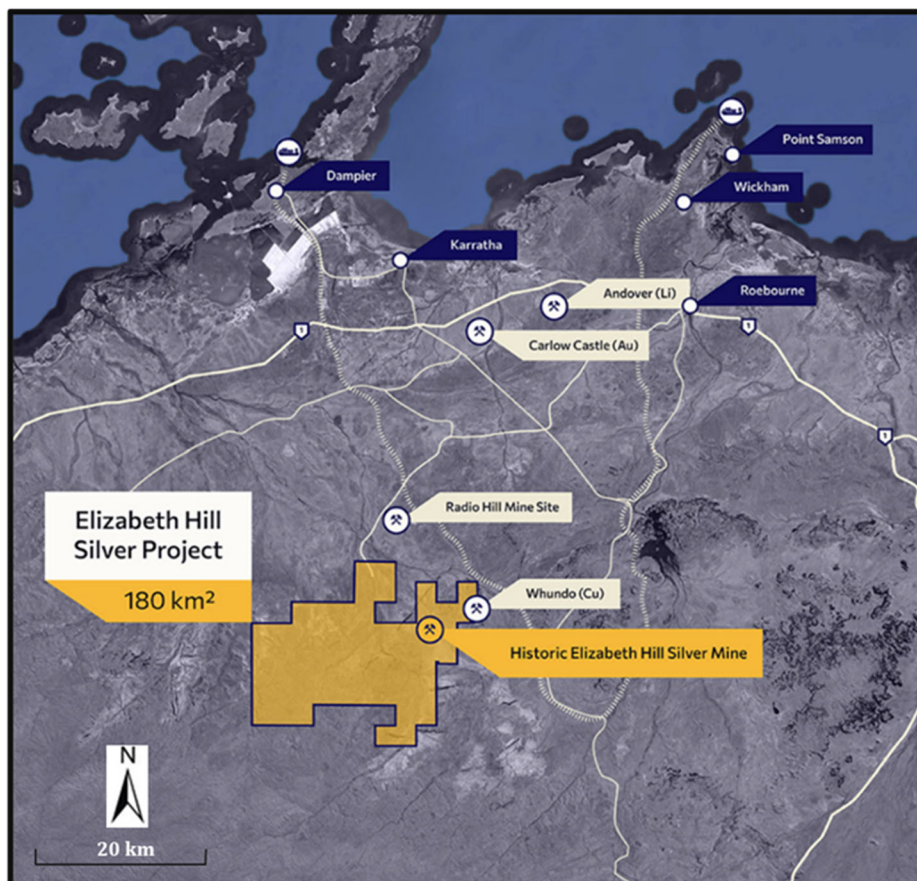 Point Samson
Dampier
Wickham
Karratha
Andover (Li)
Roebourne
1
1
Carlow Castle (Au)
1
Elizabeth Hill
Silver Project
180 km²
Radio Hill Mine Site
Whundo (Cu)
Historic Elizabeth Hill Silver Mine
N
20 km